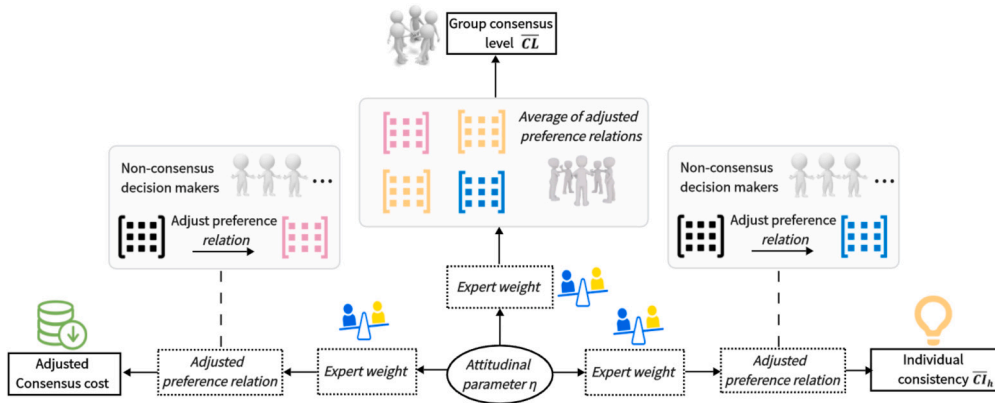 Group consensus
level C̅L̅
Average of adjusted
preference relations
Non-consensus
decision makers
...
Adjust preference
relation
Non-consensus
decision makers
...
Adjust preference
relation
Expert weight
Adjusted
Consensus cost
Adjusted
preference relation
Expert weight
Attitudinal
parameter η
Expert weight
Adjusted
preference relation
Individual
consistency C̅I̅ₕ